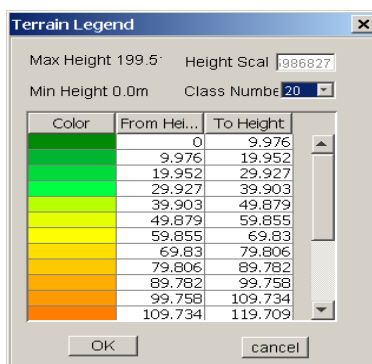 Terrain Legend
Max Height 199.5
Height Scal 5986827
Min Height 0.0m
Class Numbe 20
Color From Hei... To Height
0 9.976
9.976 19.952
19.952 29.927
29.927 39.903
39.903 49.879
49.879 59.855
59.855 69.83
69.83 79.806
79.806 89.782
89.782 99.758
99.758 109.734
109.734 119.709
OK cancel